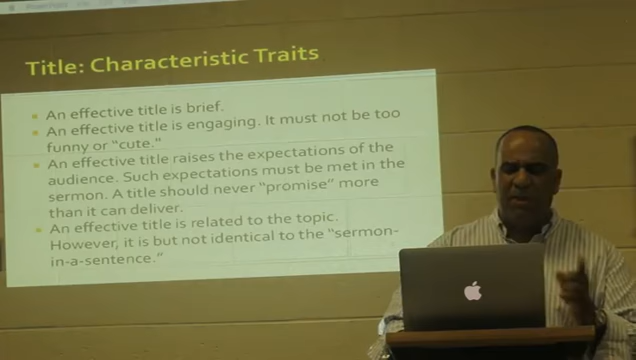 PowerPoint
Title: Characteristic Traits
An effective title is brief.
An effective title is engaging. It must not be too
funny or "cute."
An effective title raises the expectations of the
audience. Such expectations must be met in the
sermon. A title should never "promise" more
than it can deliver.
An effective title is related to the topic.
However, it is but not identical to the "sermon-
in-a-sentence."